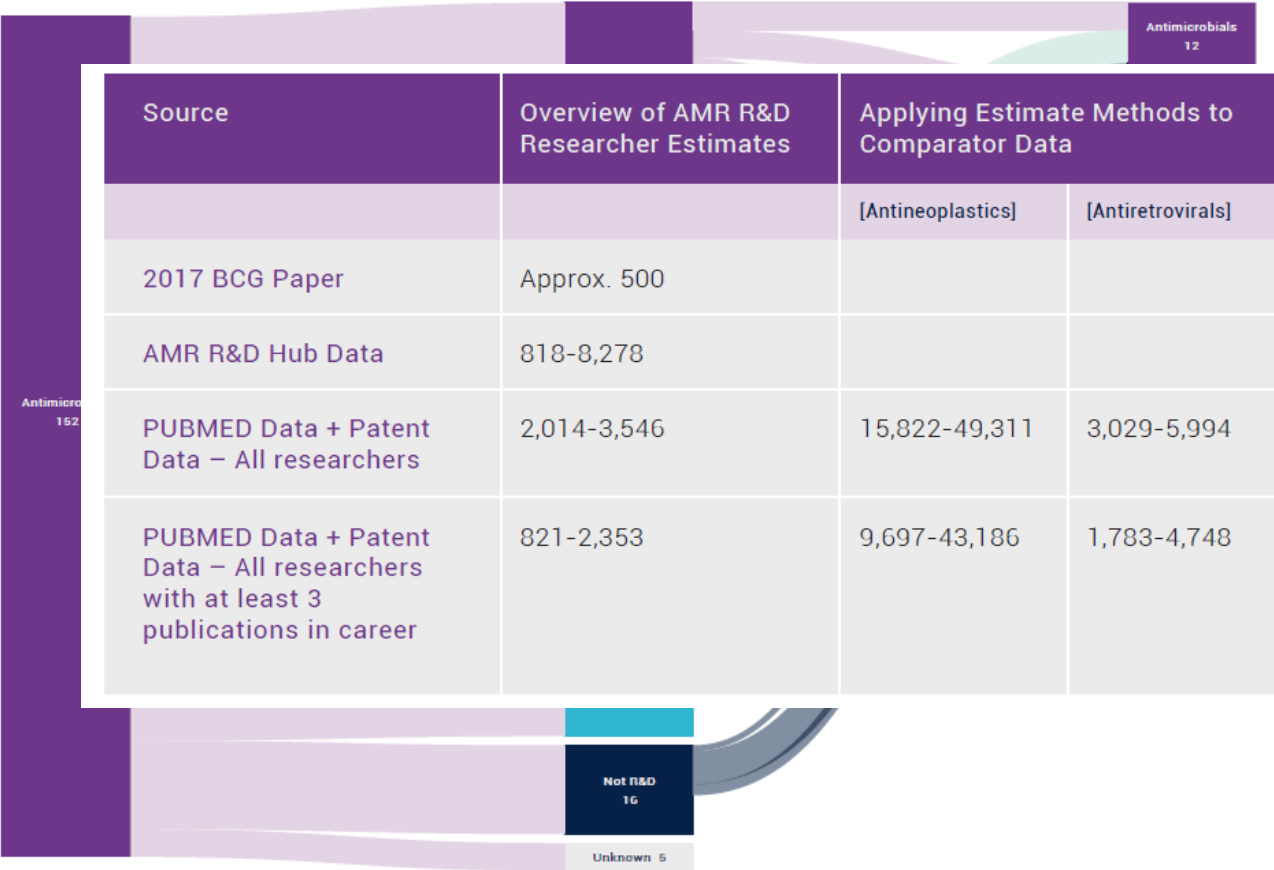 Antimicrobials
12
Source
Overview of AMR R&D
Researcher Estimates
Applying Estimate Methods to
Comparator Data
[Antineoplastics]
[Antiretrovirals]
2017 BCG Paper
Approx. 500
AMR R&D Hub Data
818-8,278
PUBMED Data + Patent
Data – All researchers
2,014-3,546
15,822-49,311
3,029-5,994
PUBMED Data + Patent
Data – All researchers
with at least 3
publications in career
821-2,353
9,697-43,186
1,783-4,748
Antimicro
152
Not R&D
16
Unknown 5